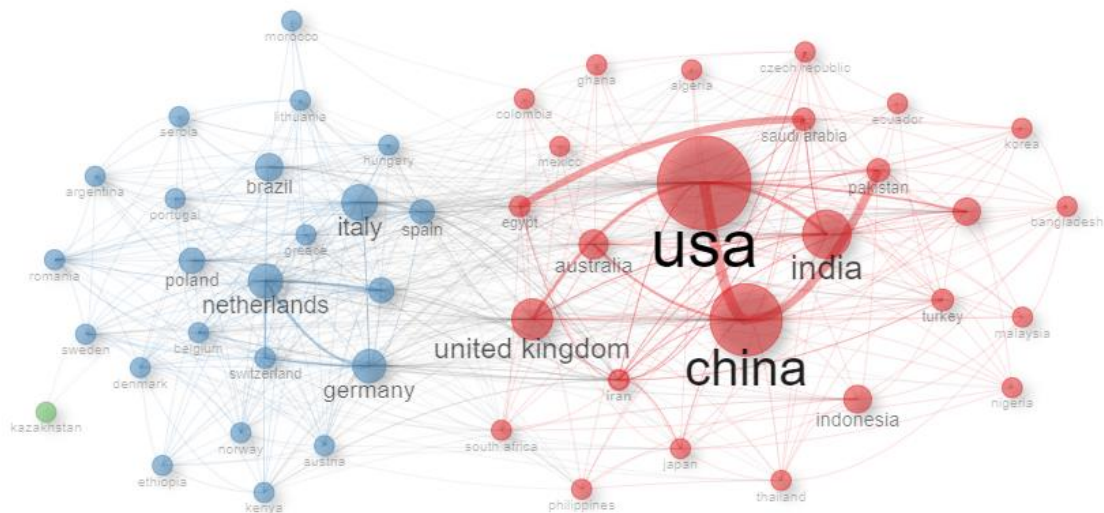 morocco
ghana
czech republic
algeria
colombia
ecuador
lithuania
serbia
saudi arabia
korea
hungary
mexico
brazil
pakistan
argentina
portugal
italy
spain
egypt
usa
bangladesh
greece
australia
india
romania
poland
netherlands
turkey
sweden
belgium
united kingdom
malaysia
switzerland
china
denmark
germany
iran
nigeria
kazakhstan
indonesia
norway
austria
south africa
japan
ethiopia
kenya
philippines
thailand